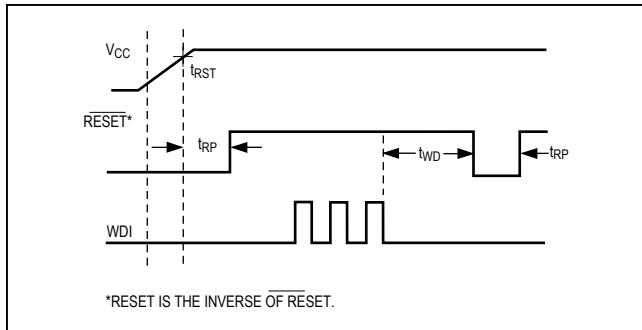 VCC
tRST
RESET*
tRP
tWD
tRP
WDI
*RESET IS THE INVERSE OF RESET.